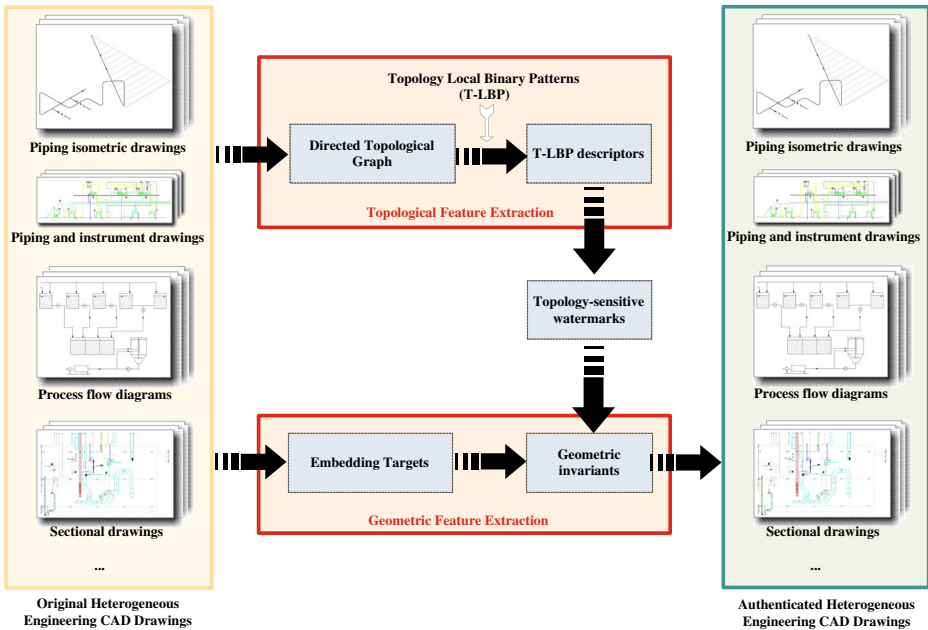 Piping isometric drawings
Piping and instrument drawings
Process flow diagrams
Sectional drawings
...
Original Heterogeneous
Engineering CAD Drawings
Topology Local Binary Patterns
(T-LBP)
Directed Topological
Graph
T-LBP descriptors
Topological Feature Extraction
Topology-sensitive
watermarks
Embedding Targets
Geometric
invariants
Geometric Feature Extraction
Piping isometric drawings
Piping and instrument drawings
Process flow diagrams
Sectional drawings
...
Authenticated Heterogeneous
Engineering CAD Drawings